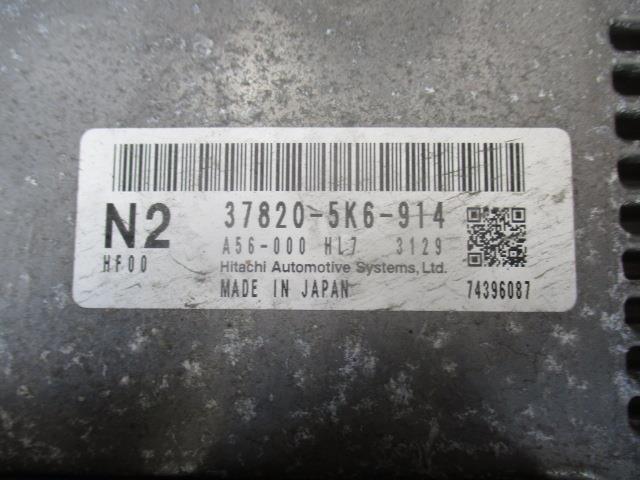 N2 37820-5K6-914
HF00 A56-000 HL7 3129
Hitachi Automotive Systems, Ltd.
MADE IN JAPAN 74396087